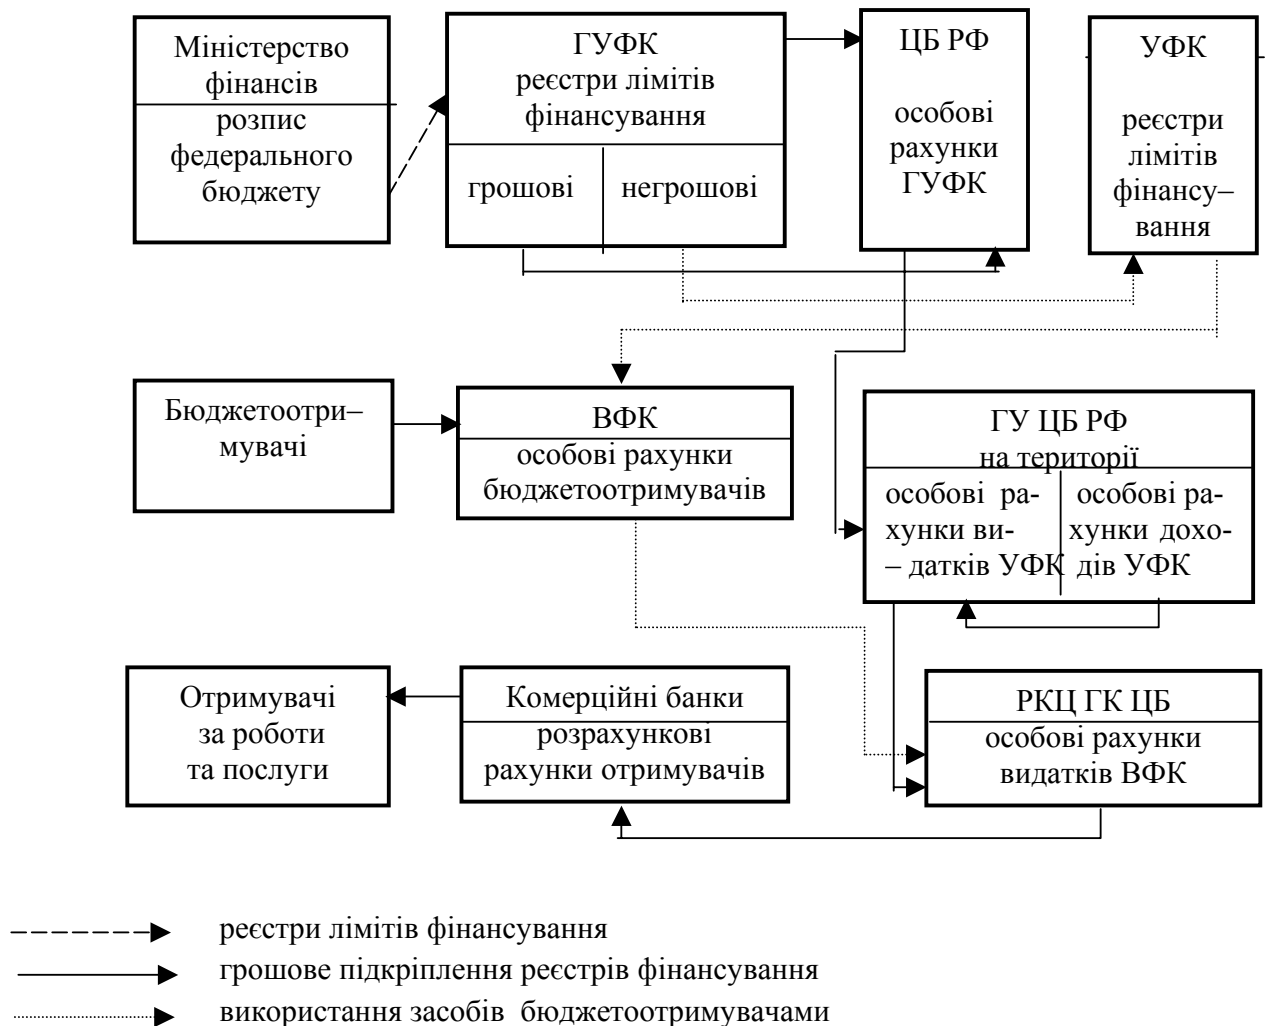 Міністерство
фінансів
розпис
федерального
бюджету
ГУФК
реєстри лімітів
фінансування
грошові
негрошові
ЦБ РФ
особові
рахунки
ГУФК
УФК
реєстри
лімітів
фінансу–
вання
Бюджетоотри–
мувачі
ВФК
особові рахунки
бюджетоотримувачів
ГУ ЦБ РФ
на території
особові ра-
хунки ви-
– датків УФК
особові ра-
хунки дохо-
дів УФК
Отримувачі
за роботи
та послуги
Комерційні банки
розрахункові
рахунки отримувачів
РКЦ ГК ЦБ
особові рахунки
видатків ВФК
реєстри лімітів фінансування
грошове підкріплення реєстрів фінансування
використання засобів бюджетоотримувачами